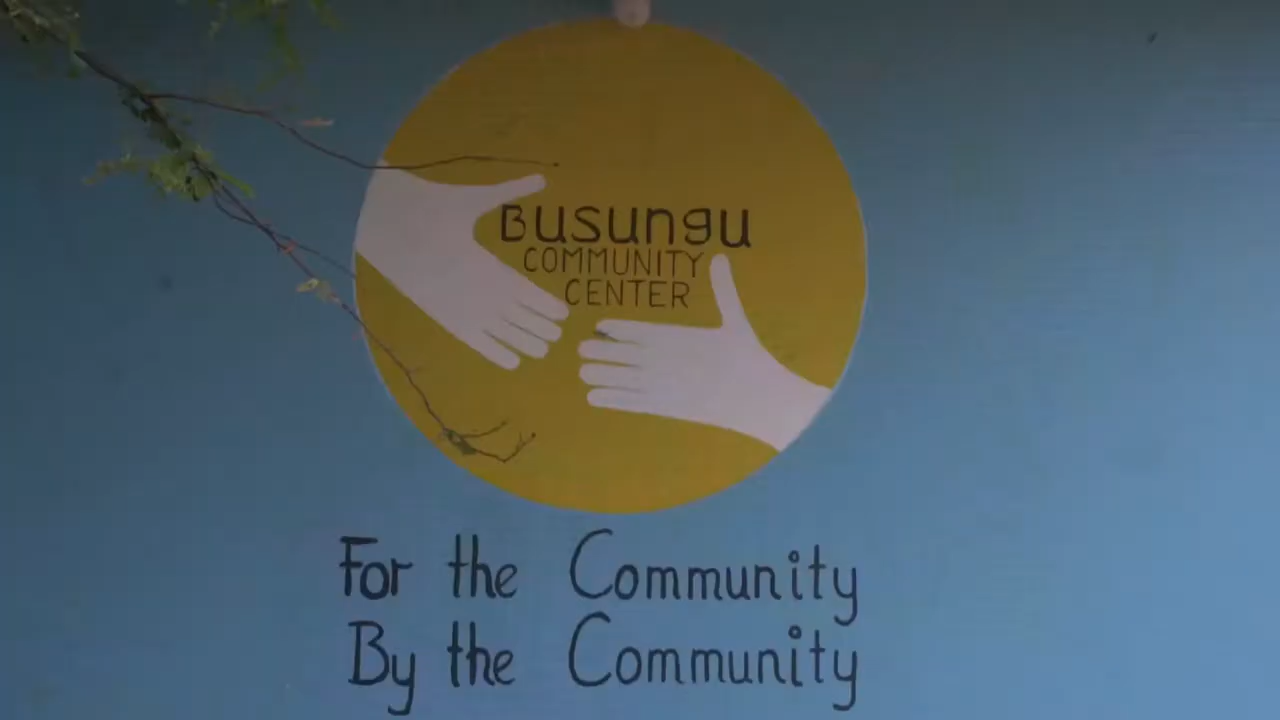 BUSUNGU
COMMUNITY
CENTER
For the Community
By the Community